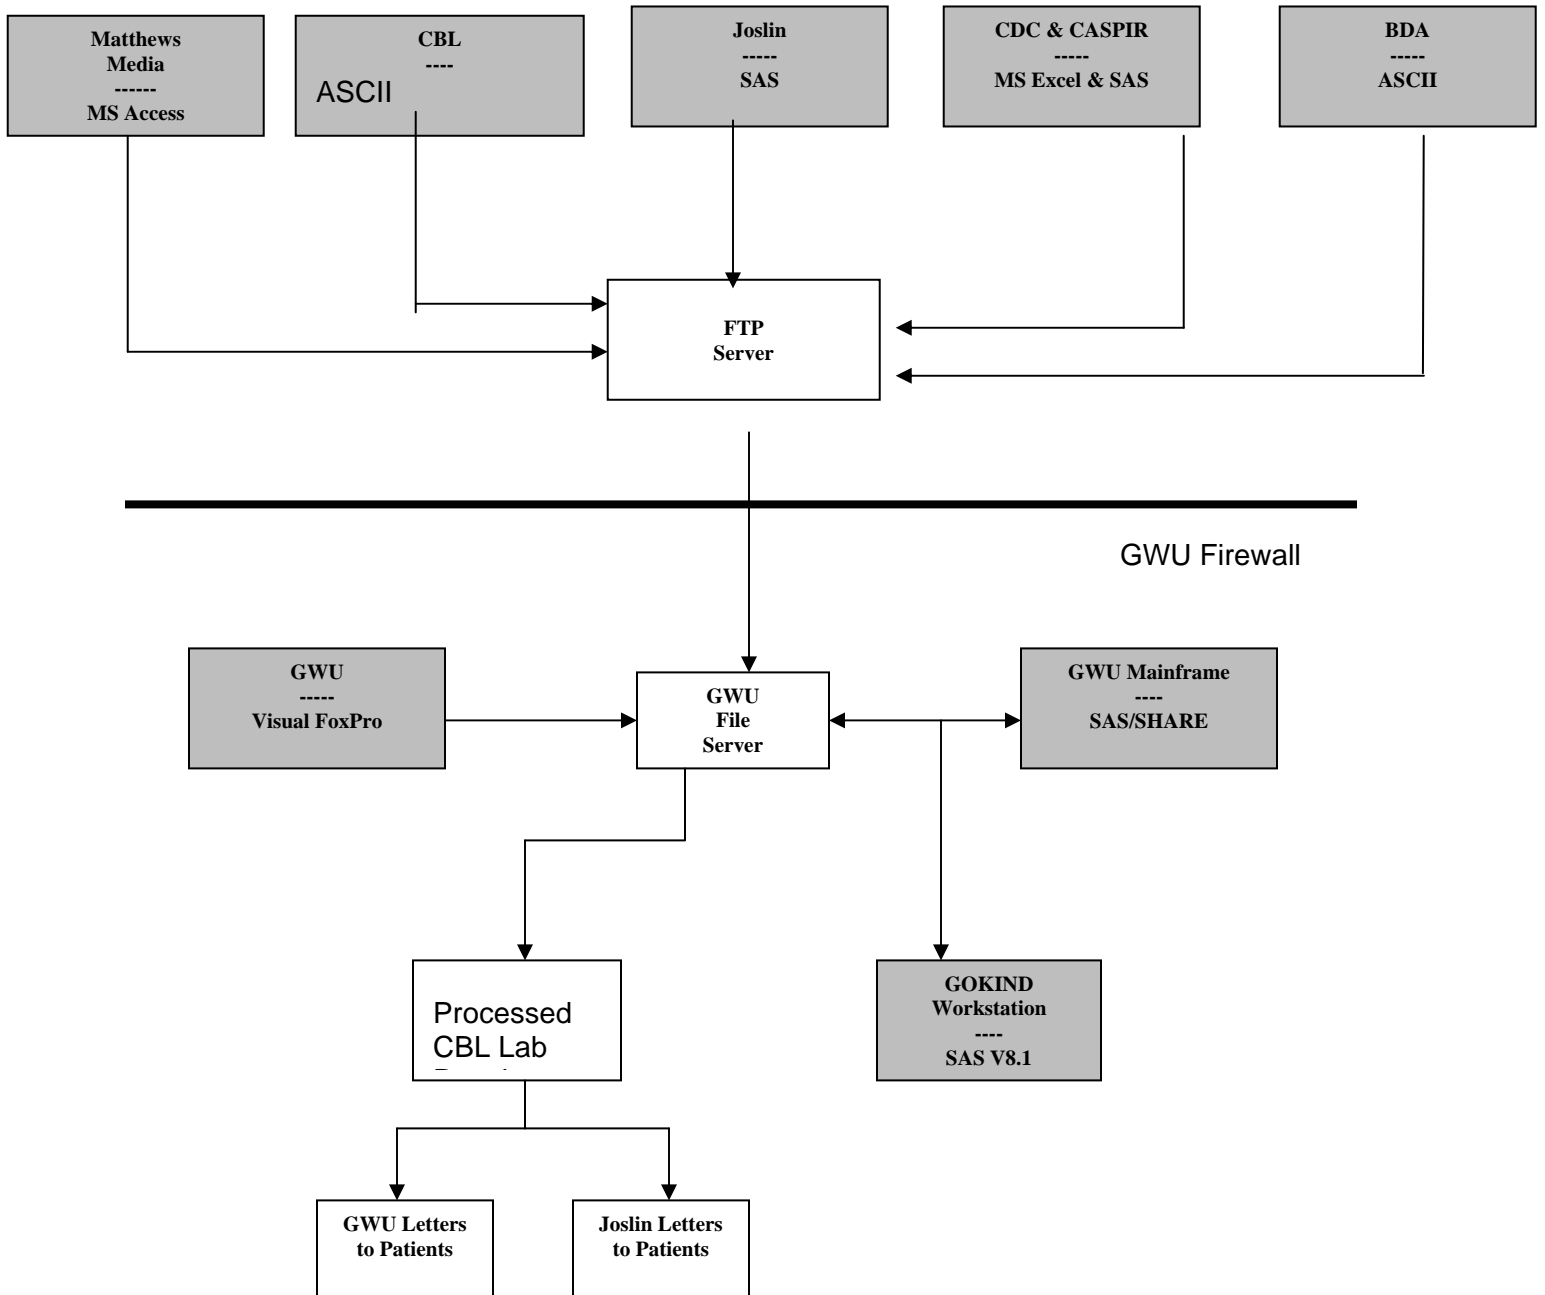 Matthews
Media
------
MS Access
CBL
----
ASCII
Joslin
-----
SAS
CDC & CASPIR
-----
MS Excel & SAS
BDA
-----
ASCII
FTP
Server
GWU Firewall
GWU
-----
Visual FoxPro
GWU
File
Server
GWU Mainframe
----
SAS/SHARE
Processed
CBL Lab
GOKIND
Workstation
----
SAS V8.1
GWU Letters
to Patients
Joslin Letters
to Patients